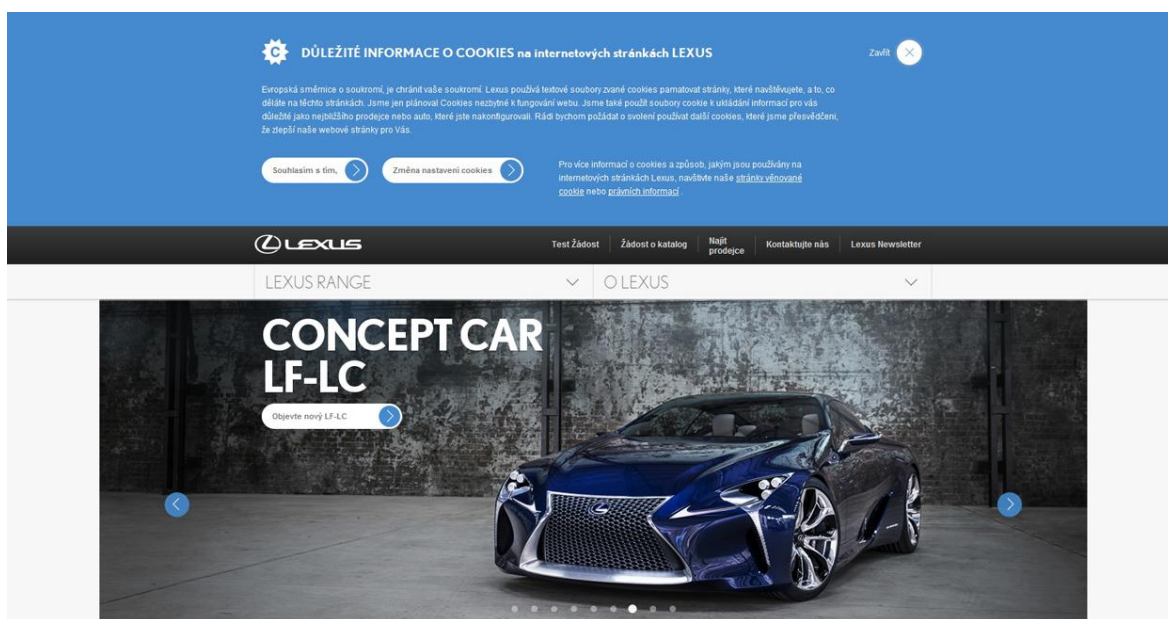 C DŮLEŽITÉ INFORMACE O COOKIES na internetových stránkách LEXUS
Zavřít
Evropská směrnice o soukromí, je chránit vaše soukromí. Lexus používá textové soubory zvané cookies pamatovat stránky, které navštěvujete, a to, co
děláte na těchto stránkách. Jsme jen plánoval Cookies nezbytné k fungování webu. Jsme také použít soubory cookie k ukládání informací pro vás
důležité jako nejbližšího prodejce nebo auto, které jste nakonfigurovali. Rádi bychom požádat o svolení používat další cookies, které jsme přesvědčeni,
že zlepší naše webové stránky pro Vás.
Souhlasím s tím,
Změna nastavení cookies
Pro více informací o cookies a způsob, jakým jsou používány na
internetových stránkách Lexus, navštivte naše stránky věnované
cookie nebo právních informací .
LEXUS
Test Žádost
Žádost o katalog
Najít
prodejce
Kontaktujte nás
Lexus Newsletter
LEXUS RANGE
O LEXUS
CONCEPT CAR
LF-LC
Objevte nový LF-LC